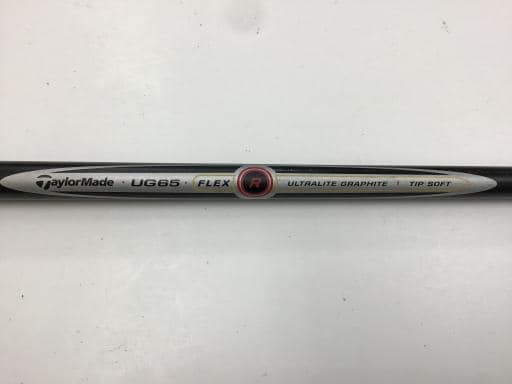 TaylorMade · UG65 · FLEX R ULTRALITE GRAPHITE | TIP SOFT